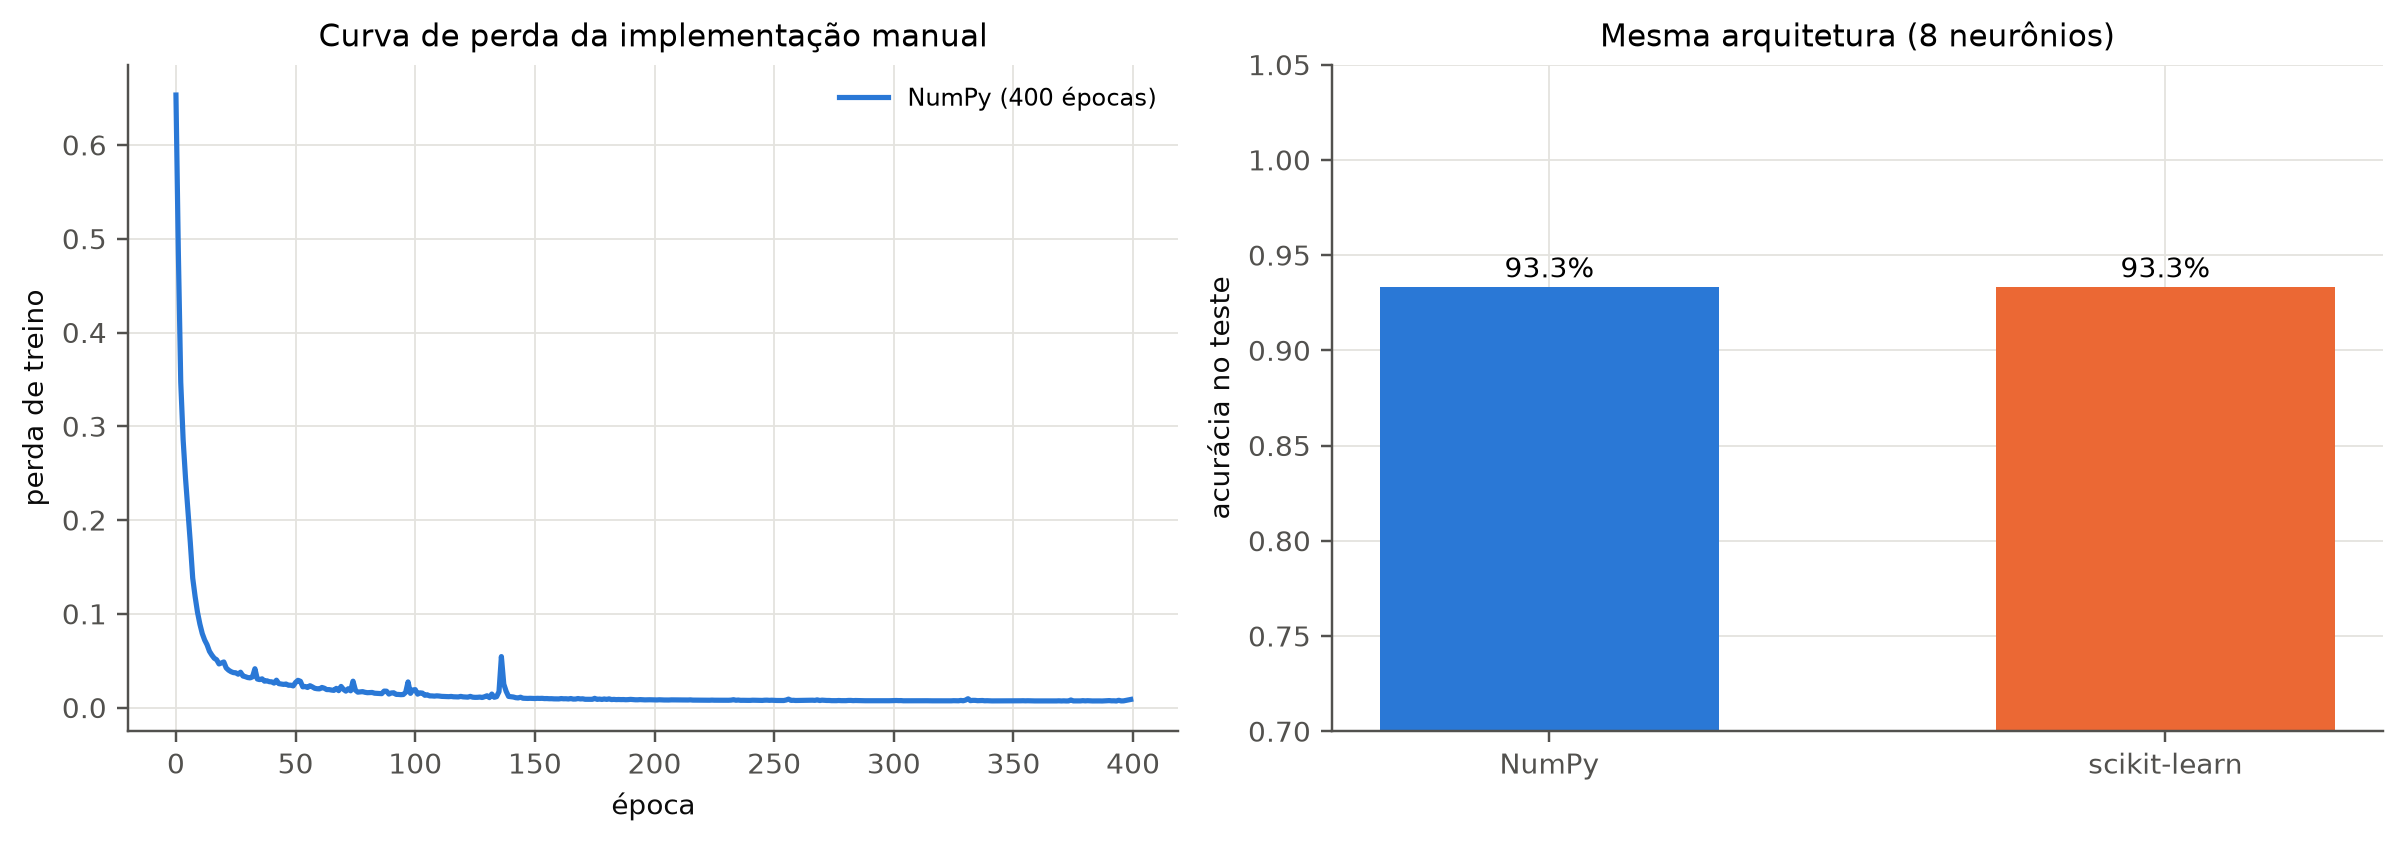 Curva de perda da implementação manual
NumPy (400 épocas)
perda de treino
0.6
0.5
0.4
0.3
0.2
0.1
0.0
0 50 100 150 200 250 300 350 400
época
Mesma arquitetura (8 neurônios)
acurácia no teste
1.05
1.00
0.95
0.90
0.85
0.80
0.75
0.70
93.3% 93.3%
NumPy scikit-learn